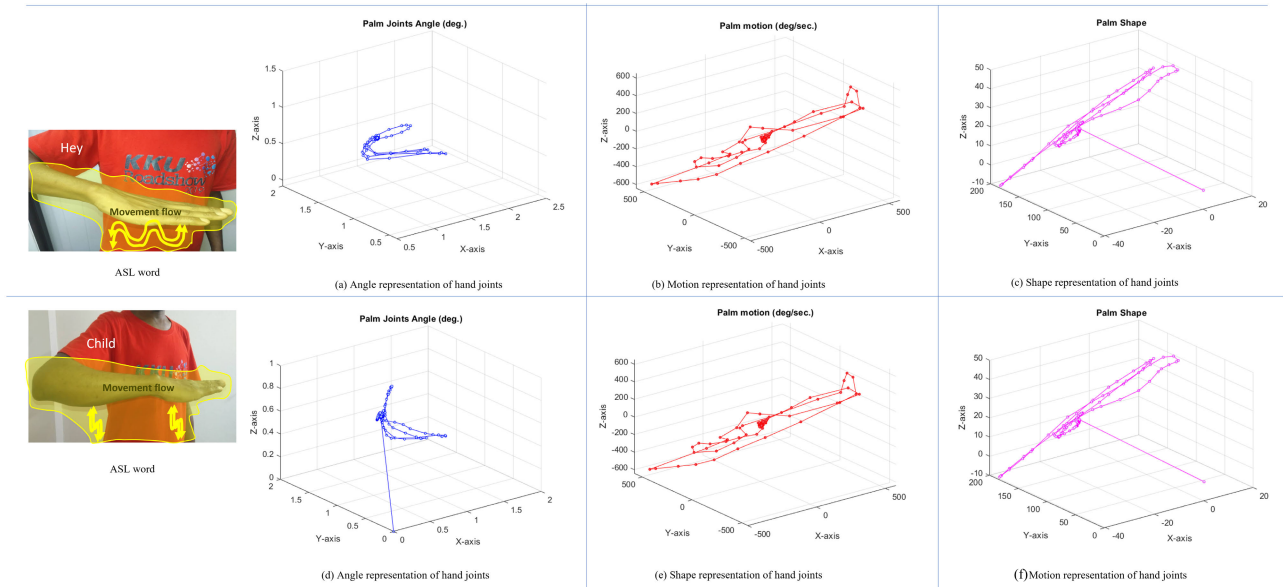 Hey
KKU
Movement flow
ASL word
Palm Joints Angle (deg.)
Z-axis
1.5
1
0.5
0
2
1.5
1
0.5
Y-axis
0.5
1
1.5
2
2.5
X-axis
(a) Angle representation of hand joints
Palm motion (deg/sec.)
Z-axis
600
400
200
0
-200
-400
-600
500
0
-500
Y-axis
-500
0
500
X-axis
(b) Motion representation of hand joints
Palm Shape
Z-axis
50
40
30
20
10
0
-10
200
150
100
50
0
Y-axis
-40
-20
0
20
X-axis
(c) Shape representation of hand joints
Child
Movement flow
ASL word
Palm Joints Angle (deg.)
Z-axis
1
0.8
0.6
0.4
0.2
0
2
1.5
1
0.5
0
Y-axis
0
0.5
1
1.5
2
X-axis
(d) Angle representation of hand joints
Palm motion (deg/sec.)
Z-axis
600
400
200
0
-200
-400
-600
500
0
-500
Y-axis
-500
0
500
X-axis
(e) Shape representation of hand joints
Palm Shape
Z-axis
50
40
30
20
10
0
-10
200
150
100
50
0
Y-axis
-40
-20
0
20
X-axis
(f)Motion representation of hand joints